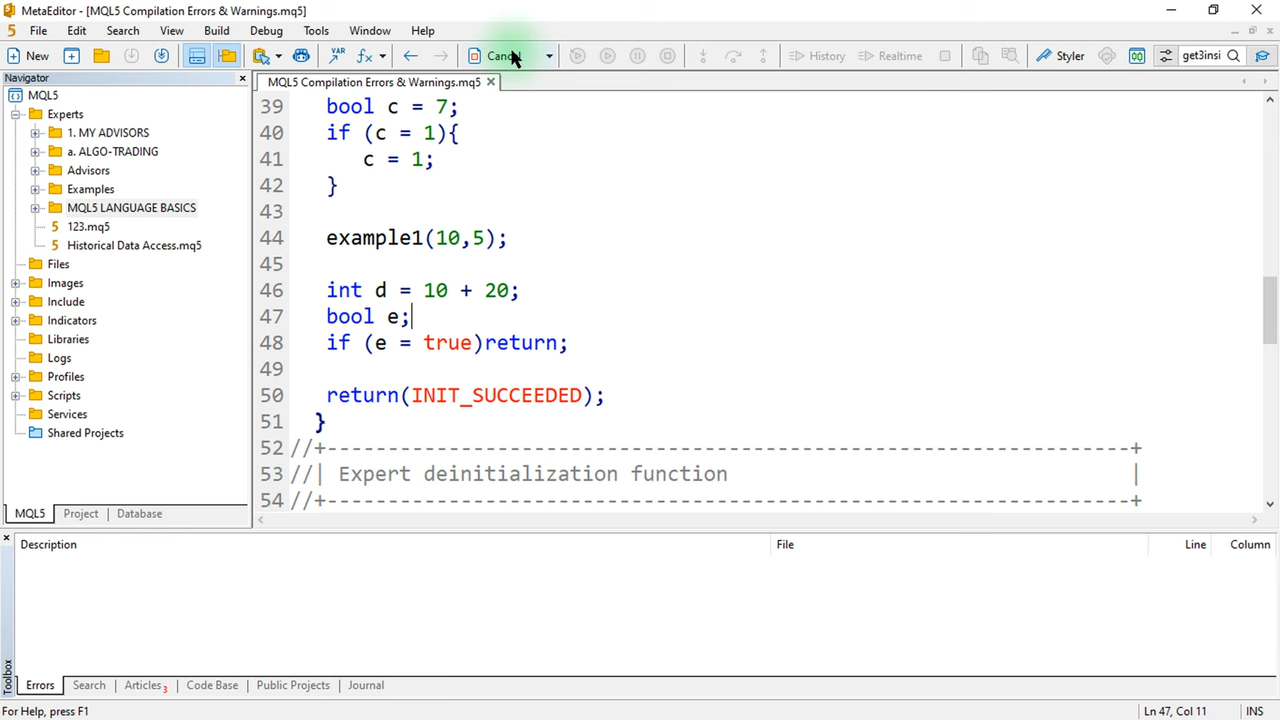 MetaEditor - [MQL5 Compilation Errors & Warnings.mq5]
5 File Edit Search View Build Debug Tools Window Help
New VAR fx Cancel History Realtime Styler get3insi
Navigator
MQL5 Compilation Errors & Warnings.mq5
MQL5
Experts
1. MY ADVISORS
a. ALGO-TRADING
Advisors
Examples
MQL5 LANGUAGE BASICS
5 123.mq5
5 Historical Data Access.mq5
Files
Images
Include
Indicators
Libraries
Logs
Profiles
Scripts
Services
Shared Projects
MQL5 Project Database
39 bool c = 7;
40 if (c = 1){
41 c = 1;
42 }
43
44 example1(10,5);
45
46 int d = 10 + 20;
47 bool e;
48 if (e = true)return;
49
50 return(INIT_SUCCEEDED);
51 }
52 //+------------------------------------------------------------------+
53 //| Expert deinitialization function |
54 //+------------------------------------------------------------------+
Description File Line Column
Toolbox
Errors Search Articles 3 Code Base Public Projects Journal
For Help, press F1 Ln 47, Col 11 INS